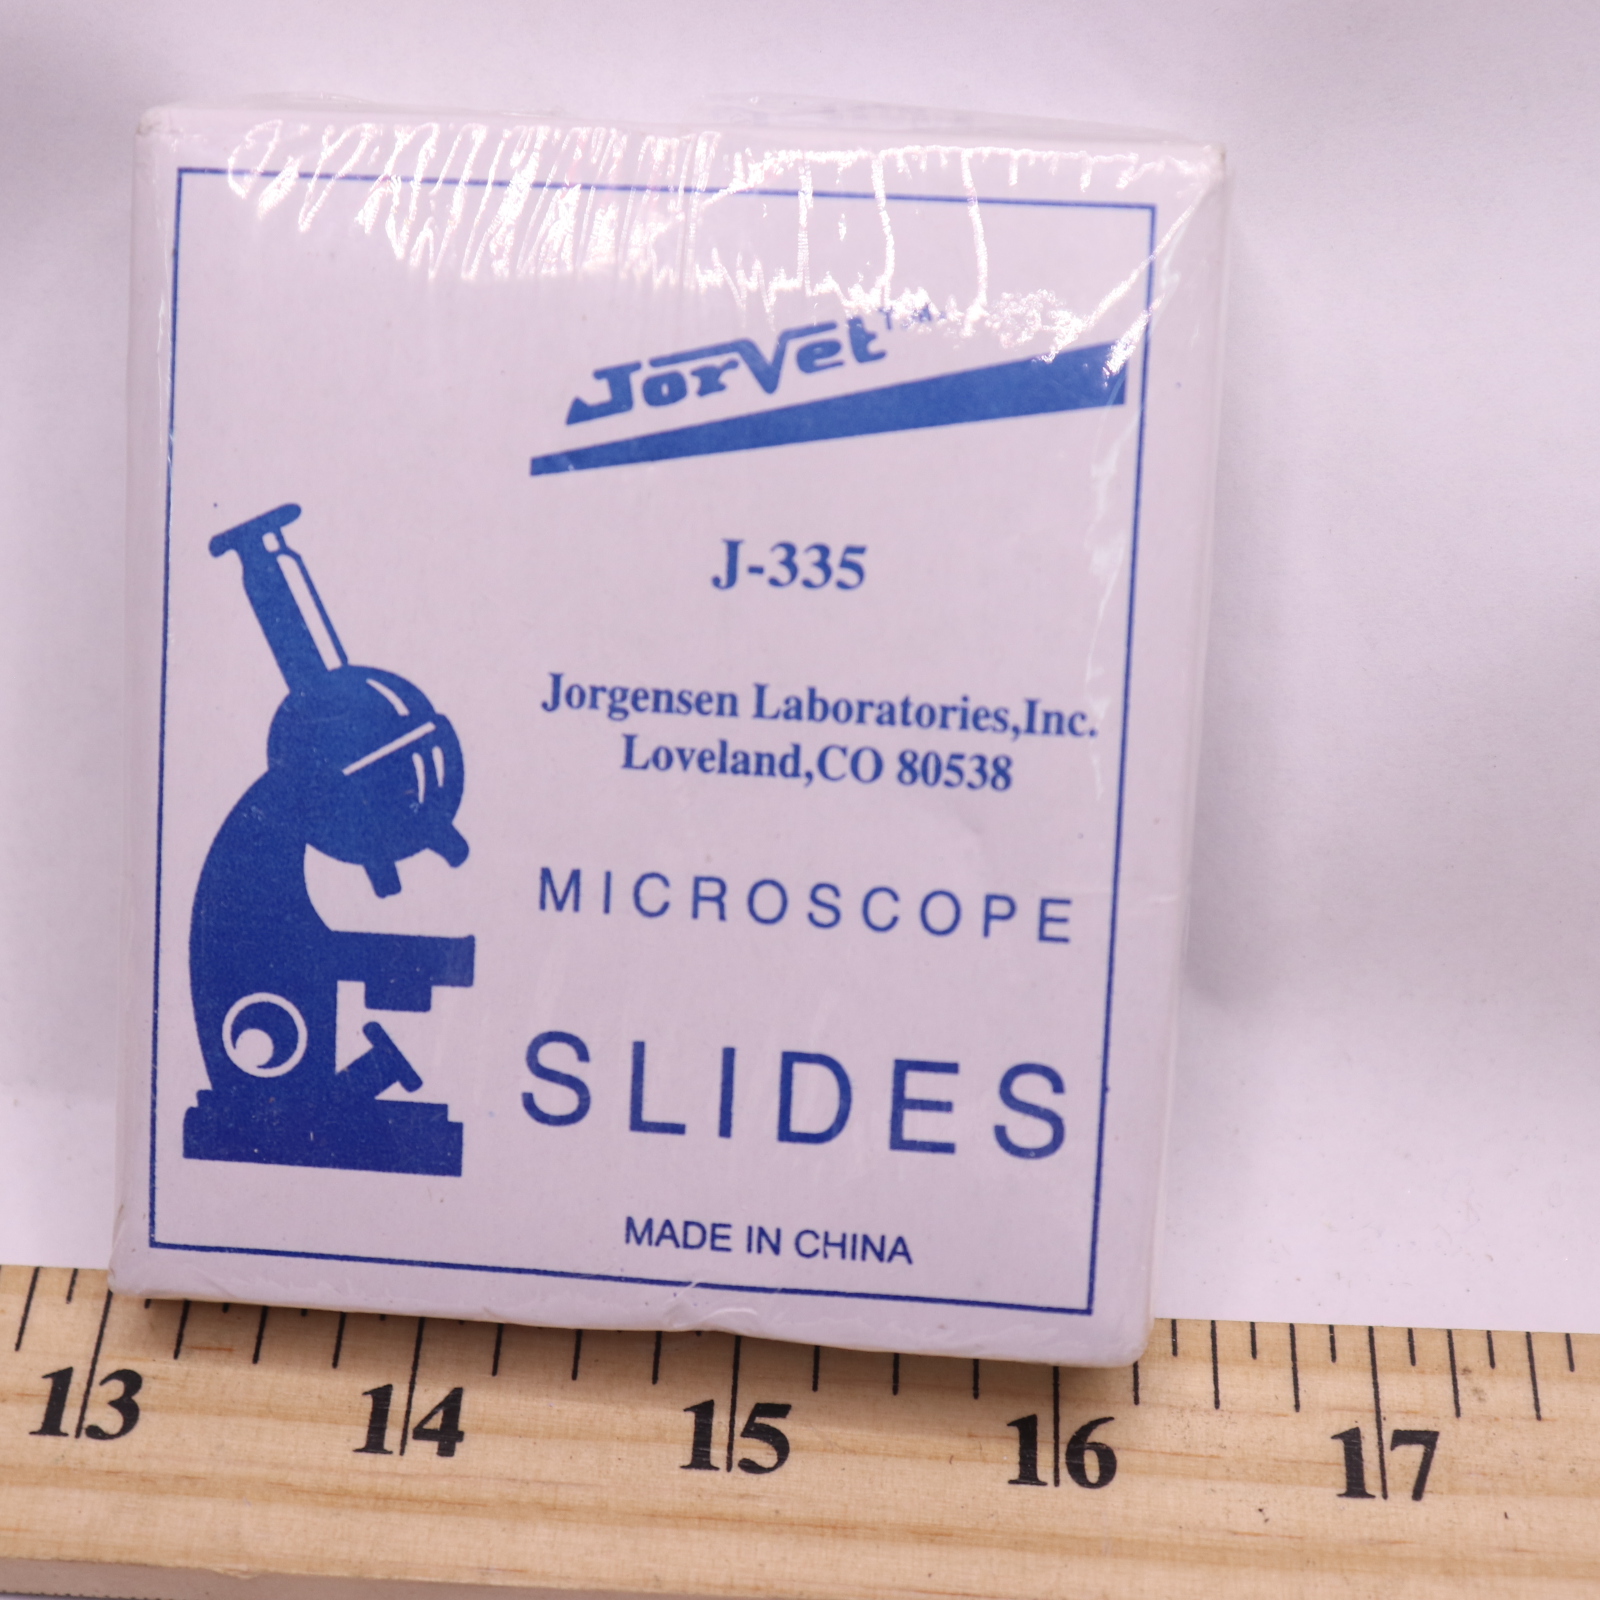 JorVet T.M.
J-335
Jorgensen Laboratories,Inc.
Loveland,CO 80538
MICROSCOPE
SLIDES
MADE IN CHINA
13 14 15 16 17